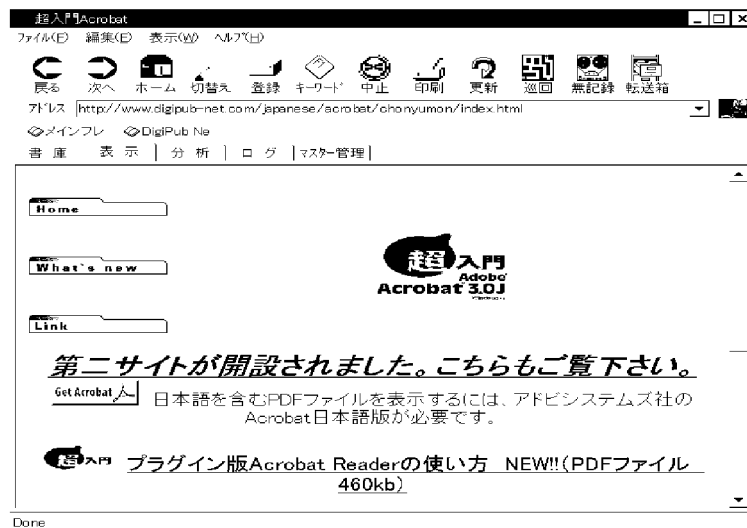 超入門Acrobat
ファイル(F) 編集(E) 表示(W) ヘルプ(H)
戻る 次へ ホーム 切替え 登録 キーワード 中止 印刷 更新 巡回 無記録 転送箱
アドレス http://www.digipub-net.com/japanese/acrobat/chonyumon/index.html
メインフレ DigiPub Ne
書 庫 表 示 分 析 ロ グ マスター管理
Home
What's new
Link
超入門
Adobe
Acrobat 3.0J
第二サイトが開設されました。こちらもご覧下さい。
Get Acrobat 日本語を含むPDFファイルを表示するには、アドビシステムズ社の
Acrobat日本語版が必要です。
超入門 プラグイン版Acrobat Readerの使い方 NEW!!(PDFファイル
460kb)
Done